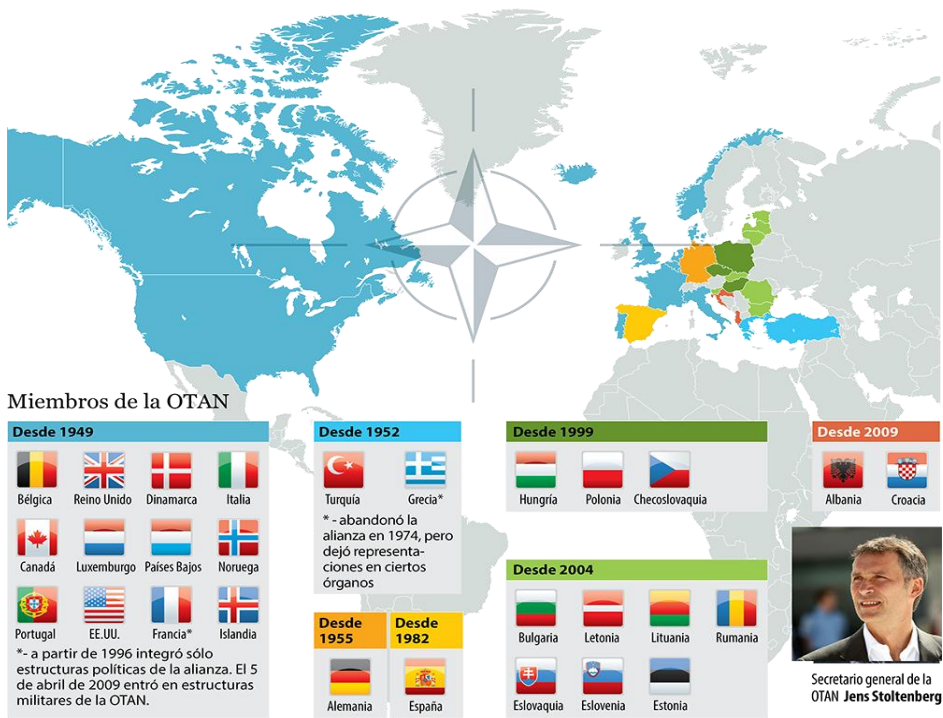 Miembros de la OTAN
Desde 1949
Bélgica
Reino Unido
Dinamarca
Italia
Canadá
Luxemburgo
Países Bajos
Noruega
Portugal
EE.UU.
Francia*
Islandia
*- a partir de 1996 integró sólo
estructuras políticas de la alianza. El 5
de abril de 2009 entró en estructuras
militares de la OTAN.
Desde 1952
Turquía
Grecia*
* - abandonó la
alianza en 1974, pero
dejó representa-
ciones en ciertos
órganos
Desde
1955
Alemania
Desde
1982
España
Desde 1999
Hungría
Polonia
Checoslovaquia
Desde 2004
Bulgaria
Letonia
Lituania
Rumania
Eslovaquia
Eslovenia
Estonia
Desde 2009
Albania
Croacia
Secretario general de la
OTAN Jens Stoltenberg